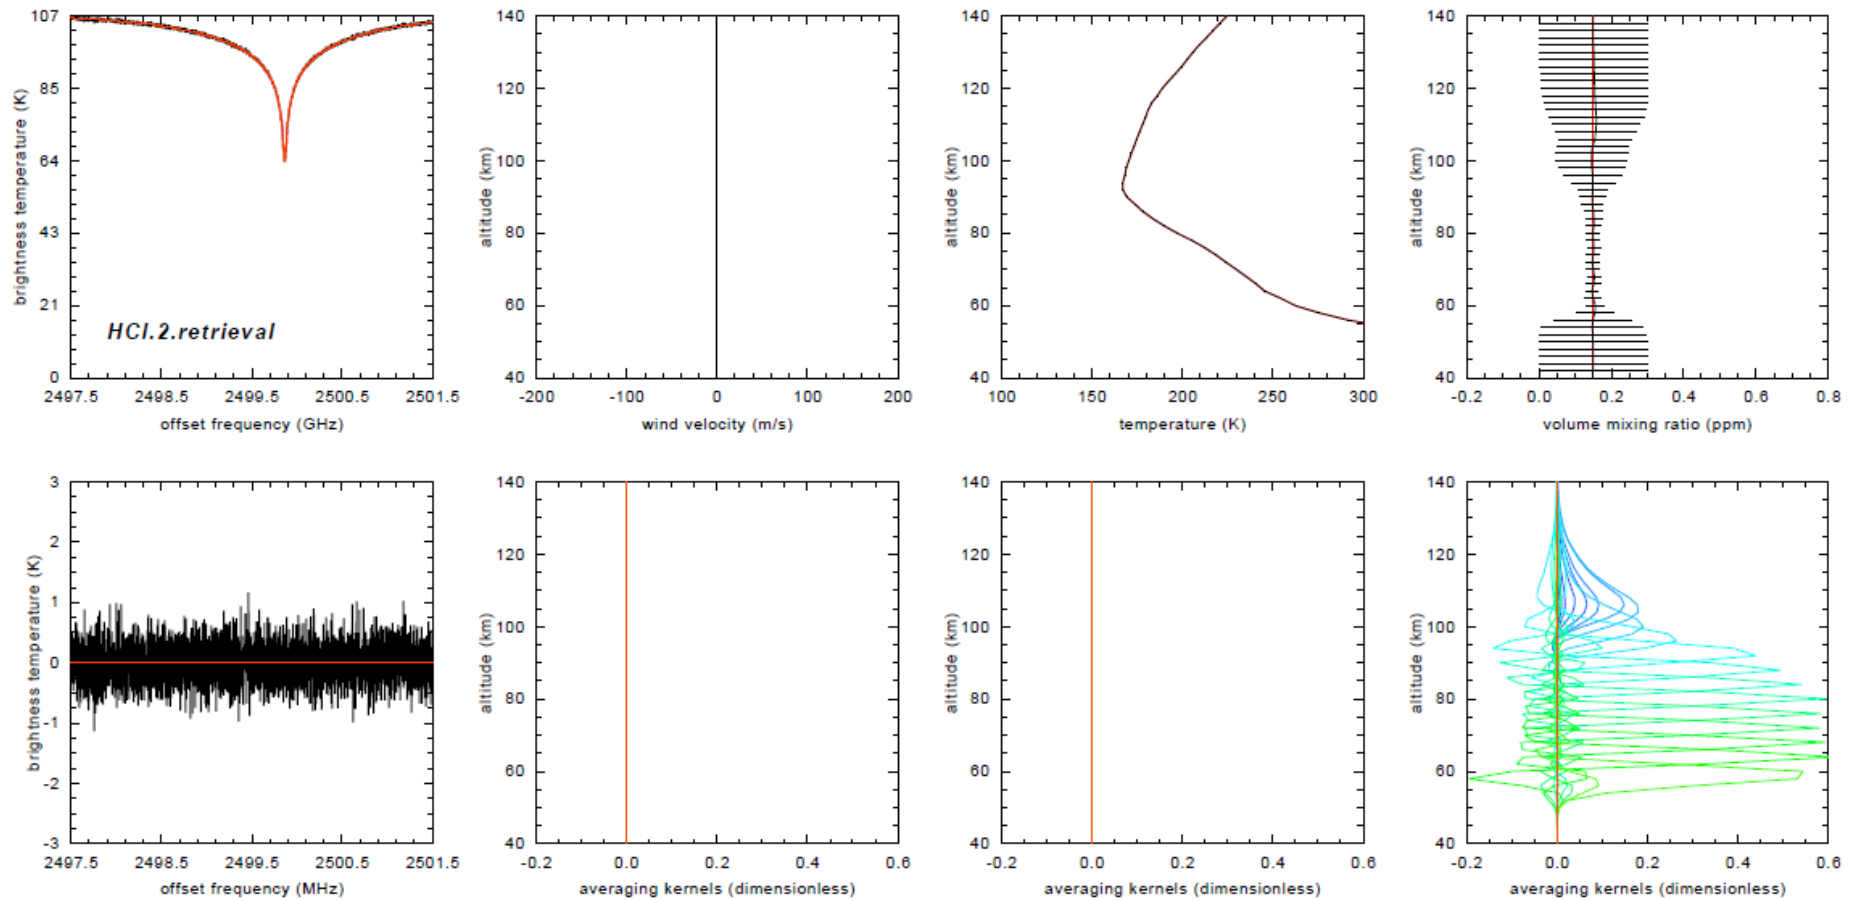 107
85
64
43
21
0
brightness temperature (K)
HCl.2.retrieval
2497.5 2498.5 2499.5 2500.5 2501.5
offset frequency (GHz)
140
120
100
80
60
40
altitude (km)
-200 -100 0 100 200
wind velocity (m/s)
140
120
100
80
60
40
altitude (km)
100 150 200 250 300
temperature (K)
140
120
100
80
60
40
altitude (km)
-0.2 0.0 0.2 0.4 0.6 0.8
volume mixing ratio (ppm)
3
2
1
0
-1
-2
-3
brightness temperature (K)
2497.5 2498.5 2499.5 2500.5 2501.5
offset frequency (MHz)
140
120
100
80
60
40
altitude (km)
-0.2 0.0 0.2 0.4 0.6
averaging kernels (dimensionless)
140
120
100
80
60
40
altitude (km)
-0.2 0.0 0.2 0.4 0.6
averaging kernels (dimensionless)
140
120
100
80
60
40
altitude (km)
-0.2 0.0 0.2 0.4 0.6
averaging kernels (dimensionless)